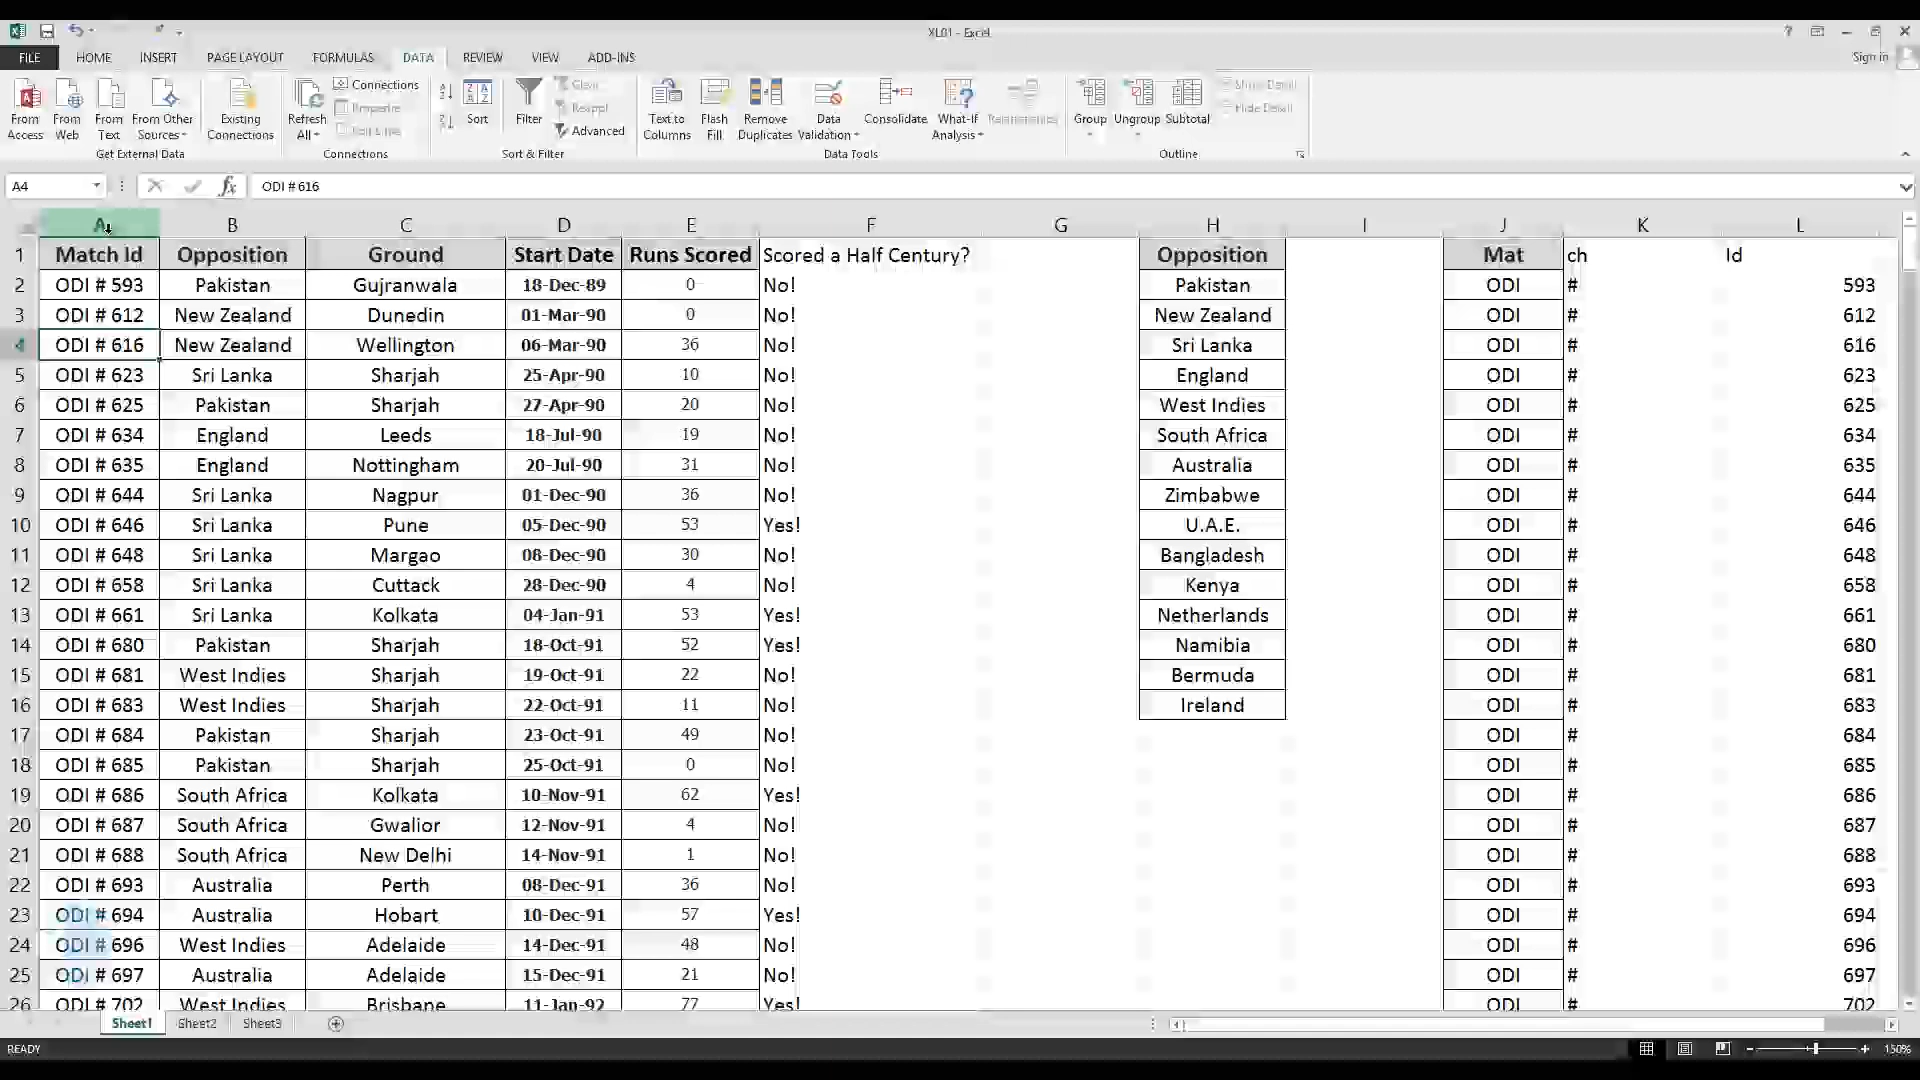 XL01 - Excel
Sign in
FILE HOME INSERT PAGE LAYOUT FORMULAS DATA REVIEW VIEW ADD-INS
From Access From Web From Text From Other Sources Existing Connections Refresh All Connections Properties Edit Links Sort Filter Clear Reapply Advanced Text to Columns Flash Fill Remove Duplicates Data Validation Consolidate What-If Analysis Relationships Group Ungroup Subtotal Show Detail Hide Detail
Get External Data Connections Sort & Filter Data Tools Outline
A4 fx ODI # 616
A B C D E F G H I J K L
1 Match Id Opposition Ground Start Date Runs Scored Scored a Half Century? Opposition Mat ch Id
2 ODI # 593 Pakistan Gujranwala 18-Dec-89 0 No! Pakistan ODI # 593
3 ODI # 612 New Zealand Dunedin 01-Mar-90 0 No! New Zealand ODI # 612
4 ODI # 616 New Zealand Wellington 06-Mar-90 36 No! Sri Lanka ODI # 616
5 ODI # 623 Sri Lanka Sharjah 25-Apr-90 10 No! England ODI # 623
6 ODI # 625 Pakistan Sharjah 27-Apr-90 20 No! West Indies ODI # 625
7 ODI # 634 England Leeds 18-Jul-90 19 No! South Africa ODI # 634
8 ODI # 635 England Nottingham 20-Jul-90 31 No! Australia ODI # 635
9 ODI # 644 Sri Lanka Nagpur 01-Dec-90 36 No! Zimbabwe ODI # 644
10 ODI # 646 Sri Lanka Pune 05-Dec-90 53 Yes! U.A.E. ODI # 646
11 ODI # 648 Sri Lanka Margao 08-Dec-90 30 No! Bangladesh ODI # 648
12 ODI # 658 Sri Lanka Cuttack 28-Dec-90 4 No! Kenya ODI # 658
13 ODI # 661 Sri Lanka Kolkata 04-Jan-91 53 Yes! Netherlands ODI # 661
14 ODI # 680 Pakistan Sharjah 18-Oct-91 52 Yes! Namibia ODI # 680
15 ODI # 681 West Indies Sharjah 19-Oct-91 22 No! Bermuda ODI # 681
16 ODI # 683 West Indies Sharjah 22-Oct-91 11 No! Ireland ODI # 683
17 ODI # 684 Pakistan Sharjah 23-Oct-91 49 No! ODI # 684
18 ODI # 685 Pakistan Sharjah 25-Oct-91 0 No! ODI # 685
19 ODI # 686 South Africa Kolkata 10-Nov-91 62 Yes! ODI # 686
20 ODI # 687 South Africa Gwalior 12-Nov-91 4 No! ODI # 687
21 ODI # 688 South Africa New Delhi 14-Nov-91 1 No! ODI # 688
22 ODI # 693 Australia Perth 08-Dec-91 36 No! ODI # 693
23 ODI # 694 Australia Hobart 10-Dec-91 57 Yes! ODI # 694
24 ODI # 696 West Indies Adelaide 14-Dec-91 48 No! ODI # 696
25 ODI # 697 Australia Adelaide 15-Dec-91 21 No! ODI # 697
26 ODI # 702 West Indies Brisbane 11-Jan-92 77 Yes! ODI # 702
Sheet1 Sheet2 Sheet3
READY 150%